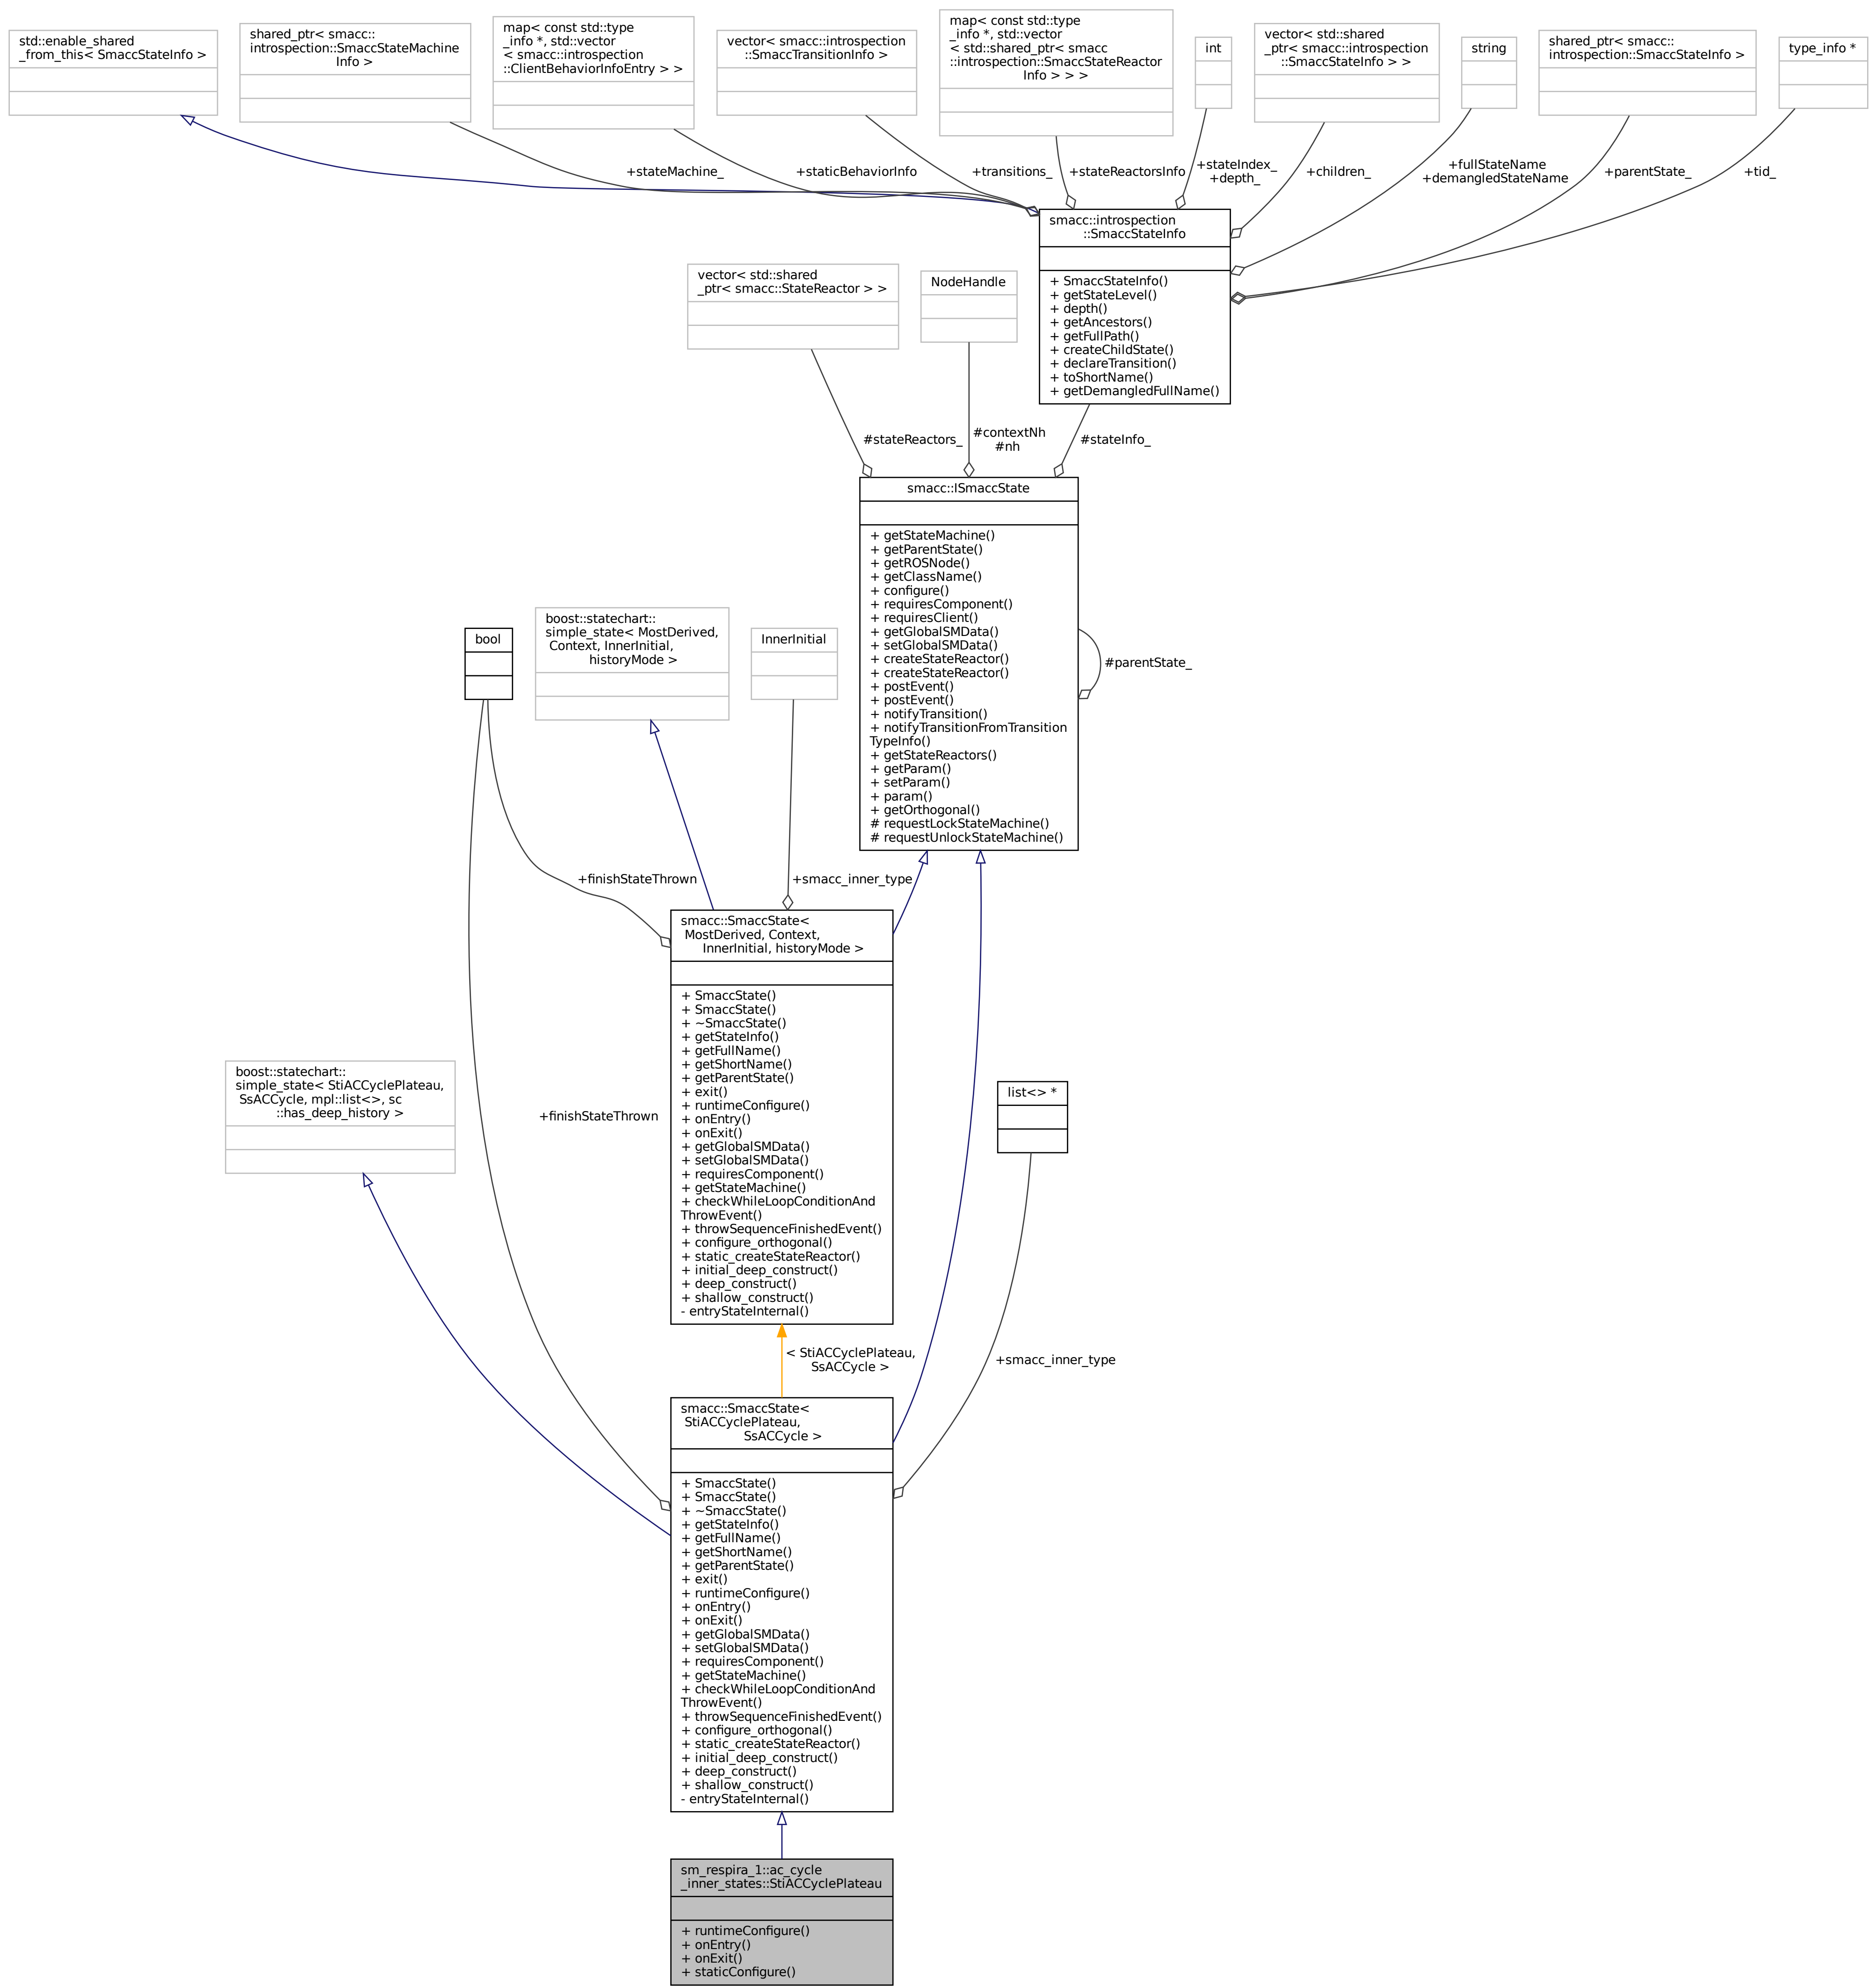 std::enable_shared
_from_this< SmaccStateInfo >
shared_ptr< smacc::
introspection::SmaccStateMachine
Info >
map< const std::type
_info *, std::vector
< smacc::introspection
::ClientBehaviorInfoEntry > >
vector< smacc::introspection
::SmaccTransitionInfo >
map< const std::type
_info *, std::vector
< std::shared_ptr< smacc
::introspection::SmaccStateReactor
Info > > >
int
vector< std::shared
_ptr< smacc::introspection
::SmaccStateInfo > >
string
shared_ptr< smacc::
introspection::SmaccStateInfo >
type_info *
+stateMachine_
+staticBehaviorInfo
+transitions_
+stateReactorsInfo
+stateIndex_
+depth_
+children_
+fullStateName
+demangledStateName
+parentState_
+tid_
smacc::introspection
::SmaccStateInfo
+ SmaccStateInfo()
+ getStateLevel()
+ depth()
+ getAncestors()
+ getFullPath()
+ createChildState()
+ declareTransition()
+ toShortName()
+ getDemangledFullName()
vector< std::shared
_ptr< smacc::StateReactor > >
NodeHandle
#stateReactors_
#contextNh
#nh
#stateInfo_
smacc::ISmaccState
+ getStateMachine()
+ getParentState()
+ getROSNode()
+ getClassName()
+ configure()
+ requiresComponent()
+ requiresClient()
+ getGlobalSMData()
+ setGlobalSMData()
+ createStateReactor()
+ createStateReactor()
+ postEvent()
+ postEvent()
+ notifyTransition()
+ notifyTransitionFromTransition
TypeInfo()
+ getStateReactors()
+ getParam()
+ setParam()
+ param()
+ getOrthogonal()
# requestLockStateMachine()
# requestUnlockStateMachine()
#parentState_
bool
boost::statechart::
simple_state< MostDerived,
Context, InnerInitial,
historyMode >
InnerInitial
+finishStateThrown
+smacc_inner_type
smacc::SmaccState<
MostDerived, Context,
InnerInitial, historyMode >
+ SmaccState()
+ SmaccState()
+ ~SmaccState()
+ getStateInfo()
+ getFullName()
+ getShortName()
+ getParentState()
+ exit()
+ runtimeConfigure()
+ onEntry()
+ onExit()
+ getGlobalSMData()
+ setGlobalSMData()
+ requiresComponent()
+ getStateMachine()
+ checkWhileLoopConditionAnd
ThrowEvent()
+ throwSequenceFinishedEvent()
+ configure_orthogonal()
+ static_createStateReactor()
+ initial_deep_construct()
+ deep_construct()
+ shallow_construct()
- entryStateInternal()
boost::statechart::
simple_state< StiACCyclePlateau,
SsACCycle, mpl::list<>, sc
::has_deep_history >
+finishStateThrown
list<> *
< StiACCyclePlateau,
SsACCycle >
+smacc_inner_type
smacc::SmaccState<
StiACCyclePlateau,
SsACCycle >
+ SmaccState()
+ SmaccState()
+ ~SmaccState()
+ getStateInfo()
+ getFullName()
+ getShortName()
+ getParentState()
+ exit()
+ runtimeConfigure()
+ onEntry()
+ onExit()
+ getGlobalSMData()
+ setGlobalSMData()
+ requiresComponent()
+ getStateMachine()
+ checkWhileLoopConditionAnd
ThrowEvent()
+ throwSequenceFinishedEvent()
+ configure_orthogonal()
+ static_createStateReactor()
+ initial_deep_construct()
+ deep_construct()
+ shallow_construct()
- entryStateInternal()
sm_respira_1::ac_cycle
_inner_states::StiACCyclePlateau
+ runtimeConfigure()
+ onEntry()
+ onExit()
+ staticConfigure()